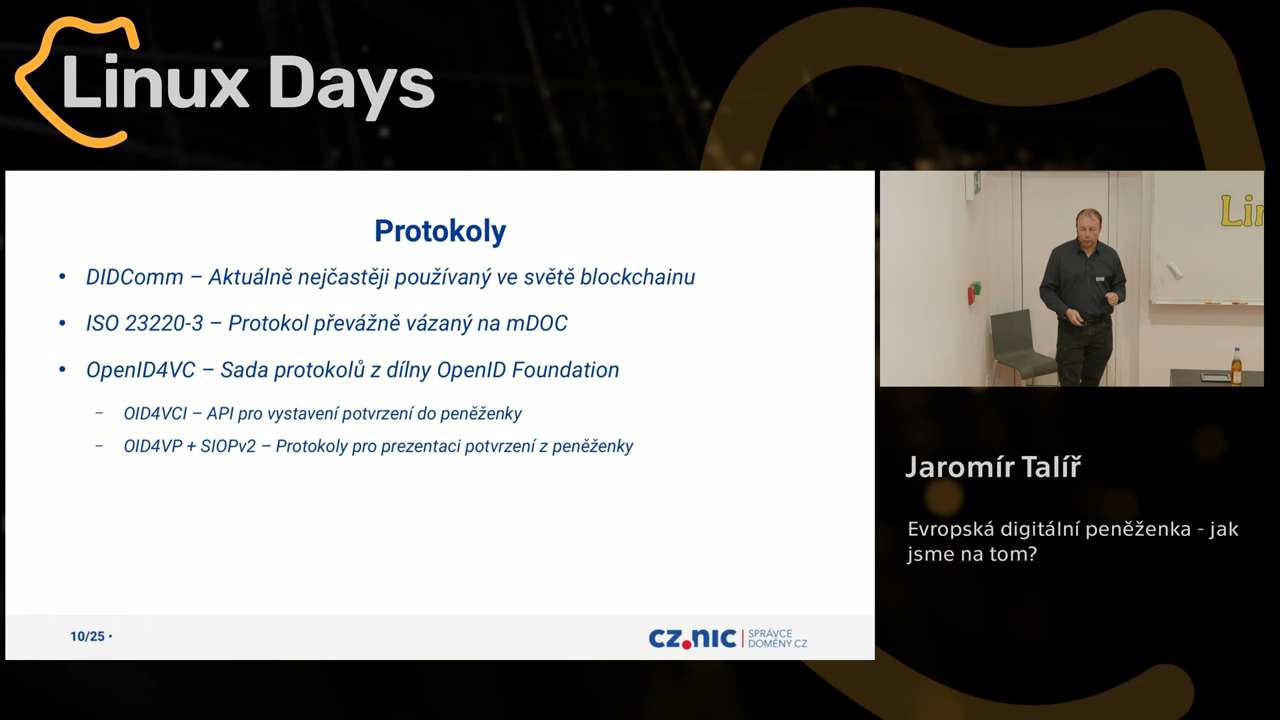 Linux Days
Protokoly
• DIDComm – Aktuálně nejčastěji používaný ve světě blockchainu
• ISO 23220-3 – Protokol převážně vázaný na mDOC
• OpenID4VC – Sada protokolů z dílny OpenID Foundation
– OID4VCI – API pro vystavení potvrzení do peněženky
– OID4VP + SIOPv2 – Protokoly pro prezentaci potvrzení z peněženky
10/25 •
cz.nic | SPRÁVCE
DOMÉNY CZ
Lin
Jaromír Talíř
Evropská digitální peněženka - jak
jsme na tom?